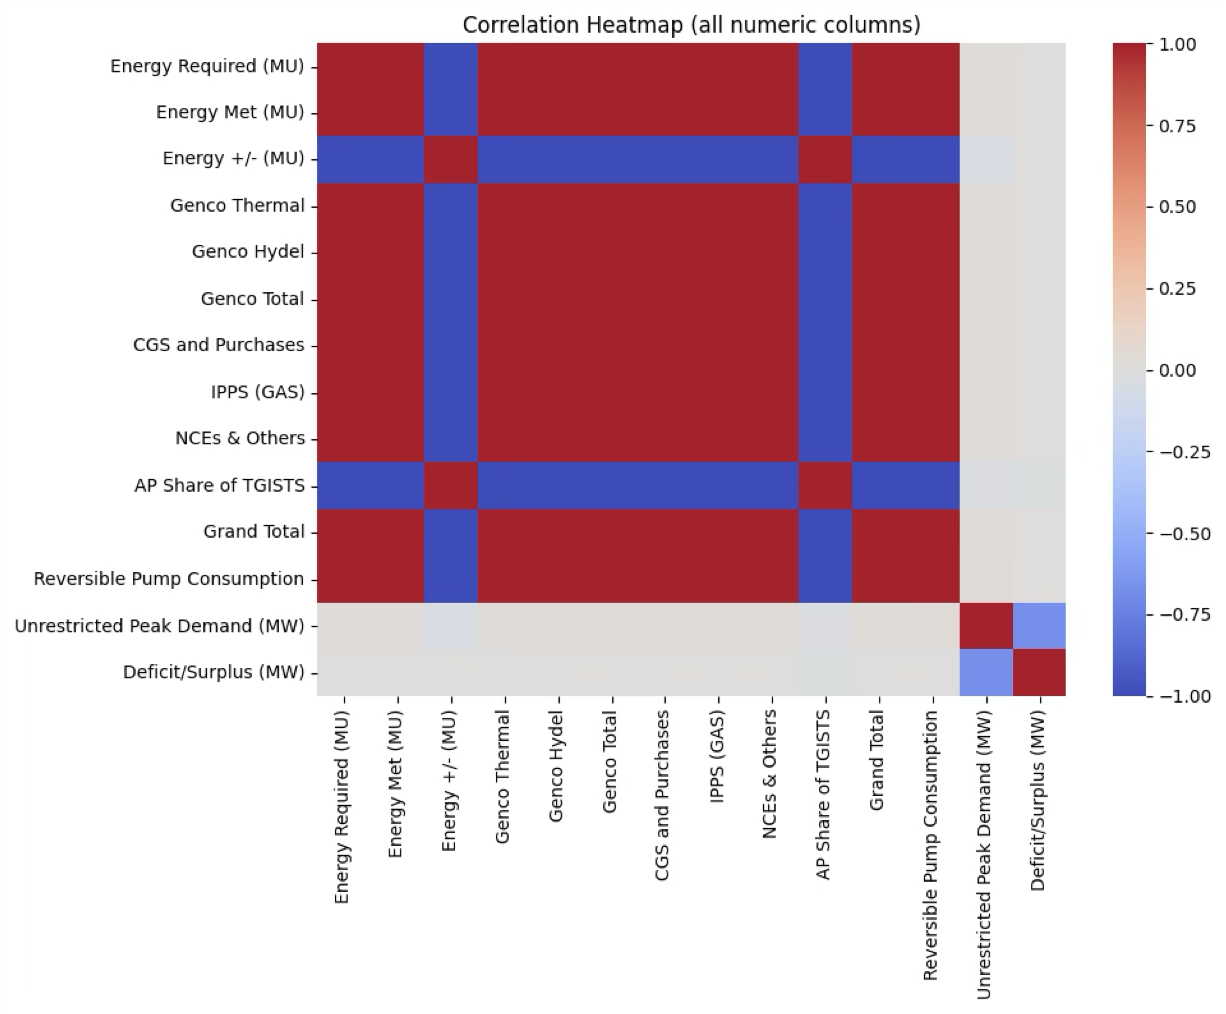 Correlation Heatmap (all numeric columns)
Energy Required (MU)
Energy Met (MU)
Energy +/- (MU)
Genco Thermal
Genco Hydel
Genco Total
CGS and Purchases
IPPS (GAS)
NCEs & Others
AP Share of TGISTS
Grand Total
Reversible Pump Consumption
Unrestricted Peak Demand (MW)
Deficit/Surplus (MW)
Energy Required (MU)
Energy Met (MU)
Energy +/- (MU)
Genco Thermal
Genco Hydel
Genco Total
CGS and Purchases
IPPS (GAS)
NCEs & Others
AP Share of TGISTS
Grand Total
Reversible Pump Consumption
Unrestricted Peak Demand (MW)
Deficit/Surplus (MW)
1.00
0.75
0.50
0.25
0.00
−0.25
−0.50
−0.75
−1.00